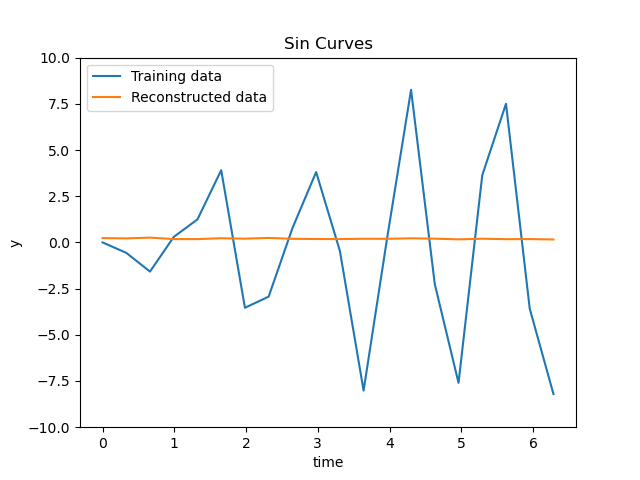 Sin Curves
Training data
Reconstructed data
10.0
7.5
5.0
2.5
0.0
−2.5
−5.0
−7.5
−10.0
y
0 1 2 3 4 5 6
time